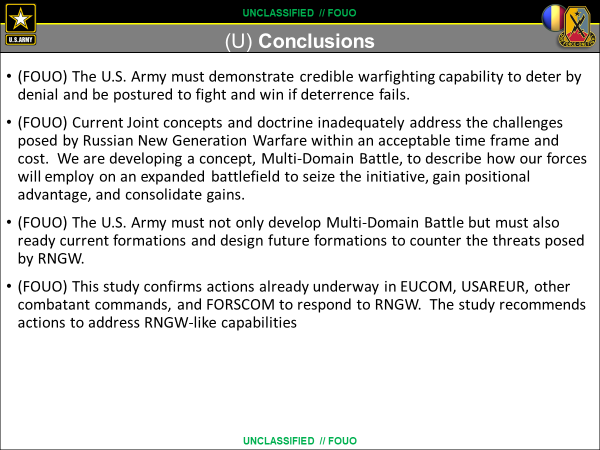 UNCLASSIFIED // FOUO
U.S.ARMY
(U) Conclusions
• (FOUO) The U.S. Army must demonstrate credible warfighting capability to deter by
denial and be postured to fight and win if deterrence fails.
• (FOUO) Current Joint concepts and doctrine inadequately address the challenges
posed by Russian New Generation Warfare within an acceptable time frame and
cost.  We are developing a concept, Multi-Domain Battle, to describe how our forces
will employ on an expanded battlefield to seize the initiative, gain positional
advantage, and consolidate gains.
• (FOUO) The U.S. Army must not only develop Multi-Domain Battle but must also
ready current formations and design future formations to counter the threats posed
by RNGW.
• (FOUO) This study confirms actions already underway in EUCOM, USAREUR, other
combatant commands, and FORSCOM to respond to RNGW.  The study recommends
actions to address RNGW-like capabilities
UNCLASSIFIED // FOUO